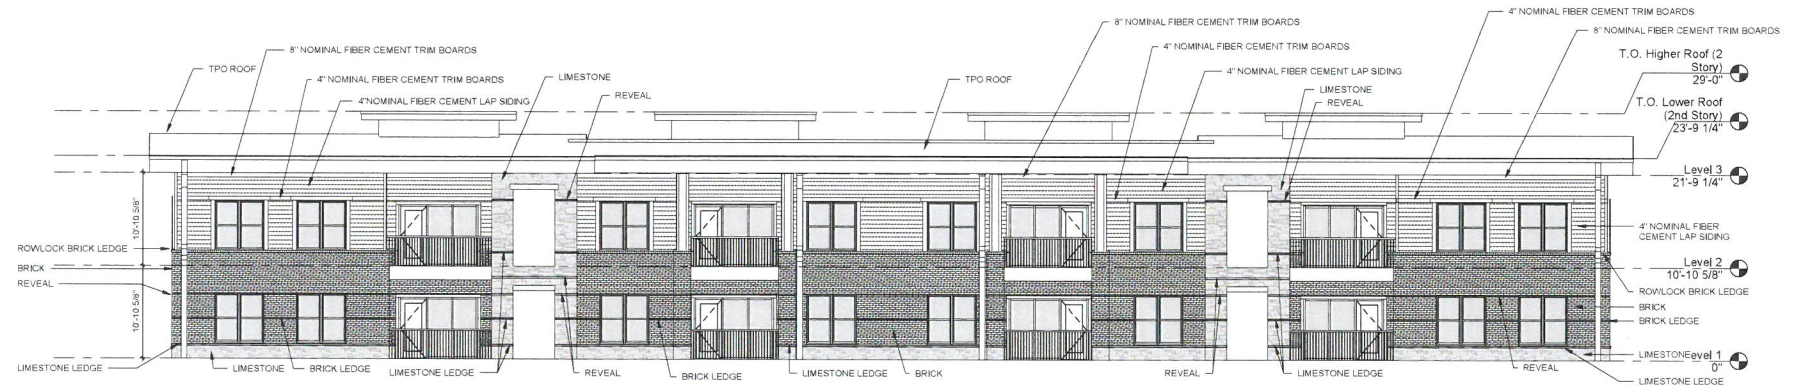 8" NOMINAL FIBER CEMENT TRIM BOARDS
4" NOMINAL FIBER CEMENT TRIM BOARDS
8" NOMINAL FIBER CEMENT TRIM BOARDS
4" NOMINAL FIBER CEMENT TRIM BOARDS
8" NOMINAL FIBER CEMENT TRIM BOARDS
TPO ROOF
LIMESTONE
4" NOMINAL FIBER CEMENT TRIM BOARDS
TPO ROOF
4" NOMINAL FIBER CEMENT LAP SIDING
T.O. Higher Roof (2
Story)
29'-0"
4"NOMINAL FIBER CEMENT LAP SIDING
REVEAL
LIMESTONE
REVEAL
T.O. Lower Roof
(2nd Story)
23'-9 1/4"
Level 3
21'-9 1/4"
10'-10 5/8"
4" NOMINAL FIBER
CEMENT LAP SIDING
ROWLOCK BRICK LEDGE
BRICK
REVEAL
Level 2
10'-10 5/8"
10'-10 5/8"
ROWLOCK BRICK LEDGE
BRICK
BRICK LEDGE
LIMESTONE
evel 1
0"
LIMESTONE LEDGE
LIMESTONE
BRICK LEDGE
LIMESTONE LEDGE
REVEAL
BRICK LEDGE
LIMESTONE LEDGE
BRICK
REVEAL
LIMESTONE LEDGE
REVEAL
LIMESTONE LEDGE